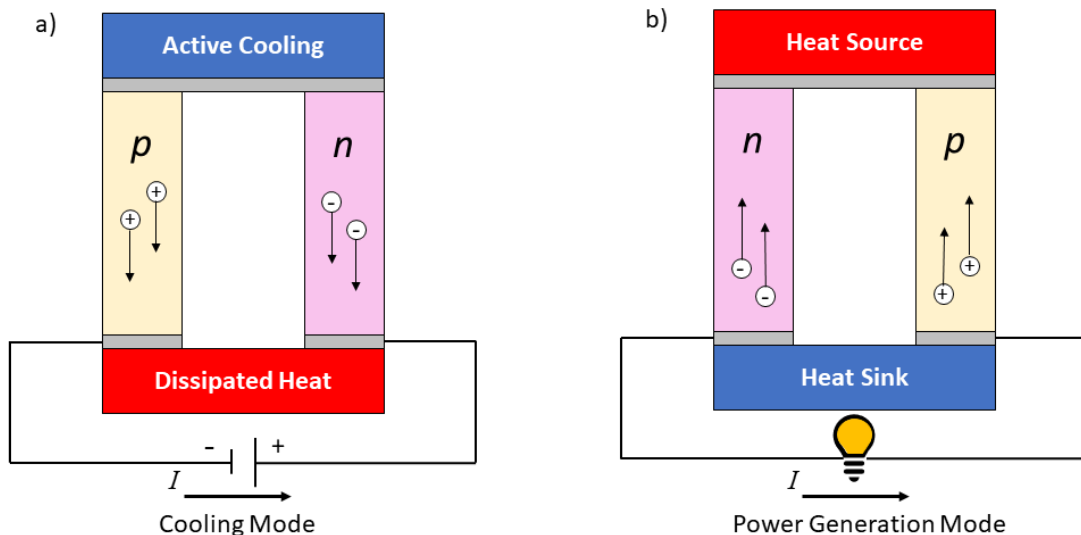 a)
Active Cooling
p
n
+
+
-
-
Dissipated Heat
- +
I
Cooling Mode
b)
Heat Source
n
p
-
-
+
+
Heat Sink
I
Power Generation Mode